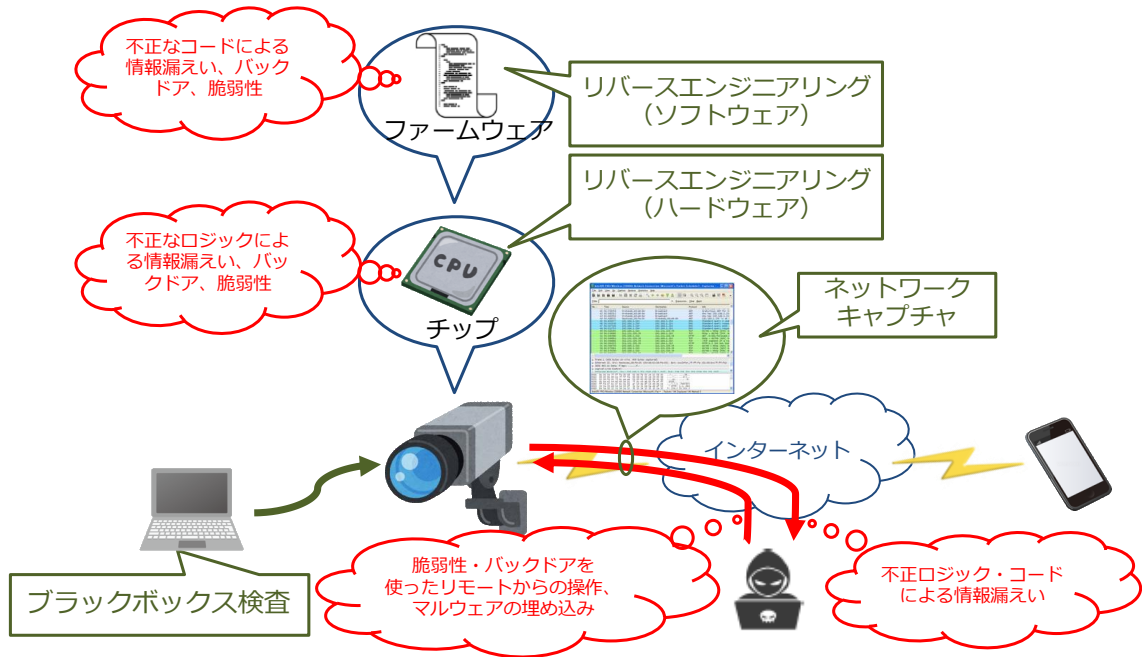 不正なコードによる
情報漏えい、バック
ドア、脆弱性
ファームウェア
リバースエンジニアリング
（ソフトウェア）
リバースエンジニアリング
（ハードウェア）
不正なロジックによ
る情報漏えい、バッ
クドア、脆弱性
CPU
チップ
ネットワーク
キャプチャ
インターネット
ブラックボックス検査
脆弱性・バックドアを
使ったリモートからの操作、
マルウェアの埋め込み
不正ロジック・コード
による情報漏えい